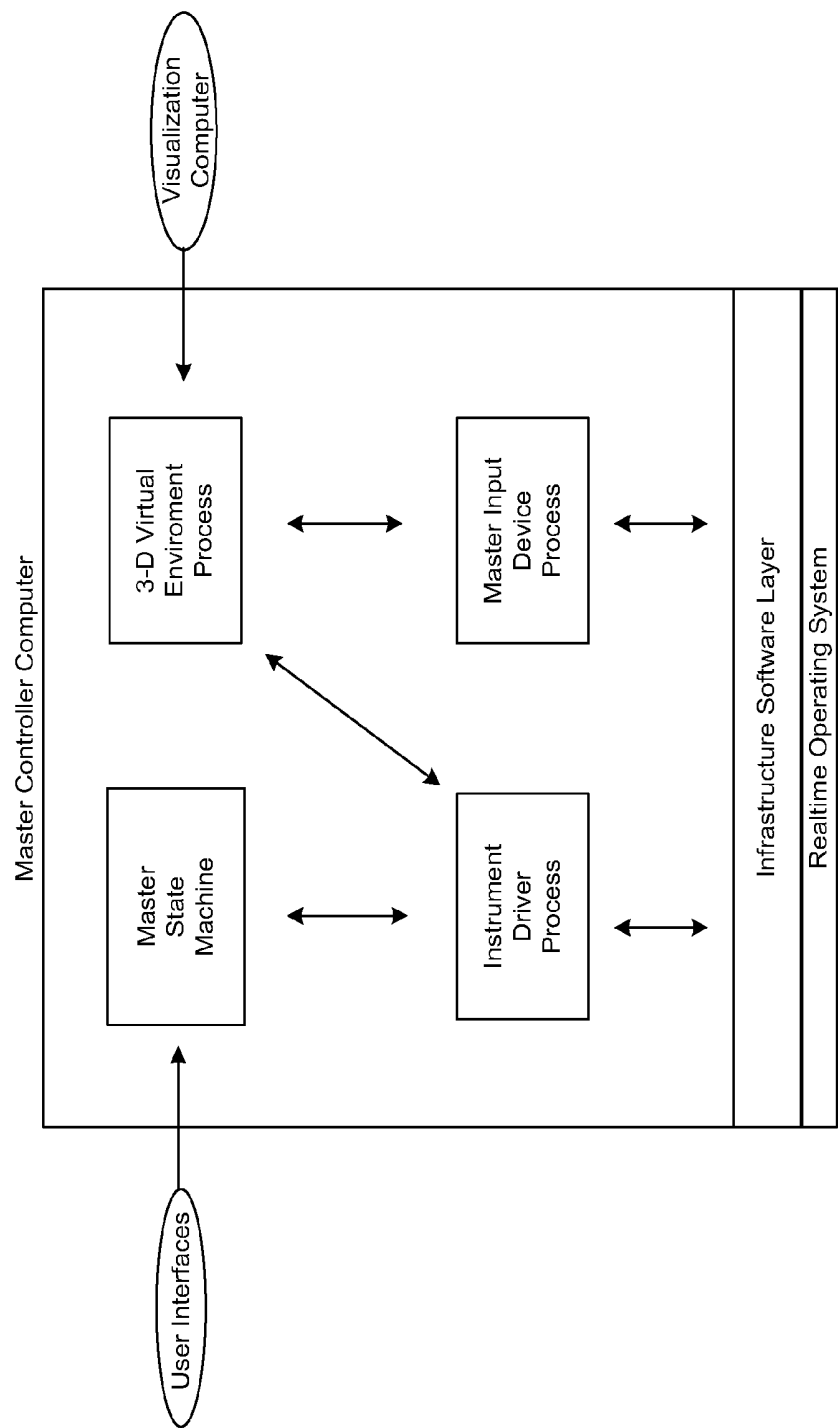 Master Controller Computer
User Interfaces
Master
State
Machine
3-D Virtual
Enviroment
Process
Visualization
Computer
Instrument
Driver
Process
Master Input
Device
Process
Infrastructure Software Layer
Realtime Operating System